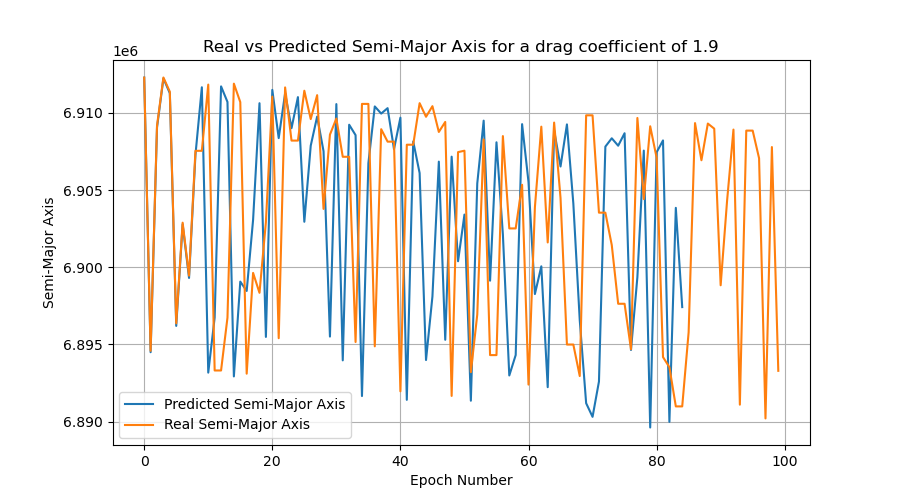 Real vs Predicted Semi-Major Axis for a drag coefficient of 1.9
1e6
6.910
6.905
6.900
6.895
6.890
Semi-Major Axis
Predicted Semi-Major Axis
Real Semi-Major Axis
0 20 40 60 80 100
Epoch Number